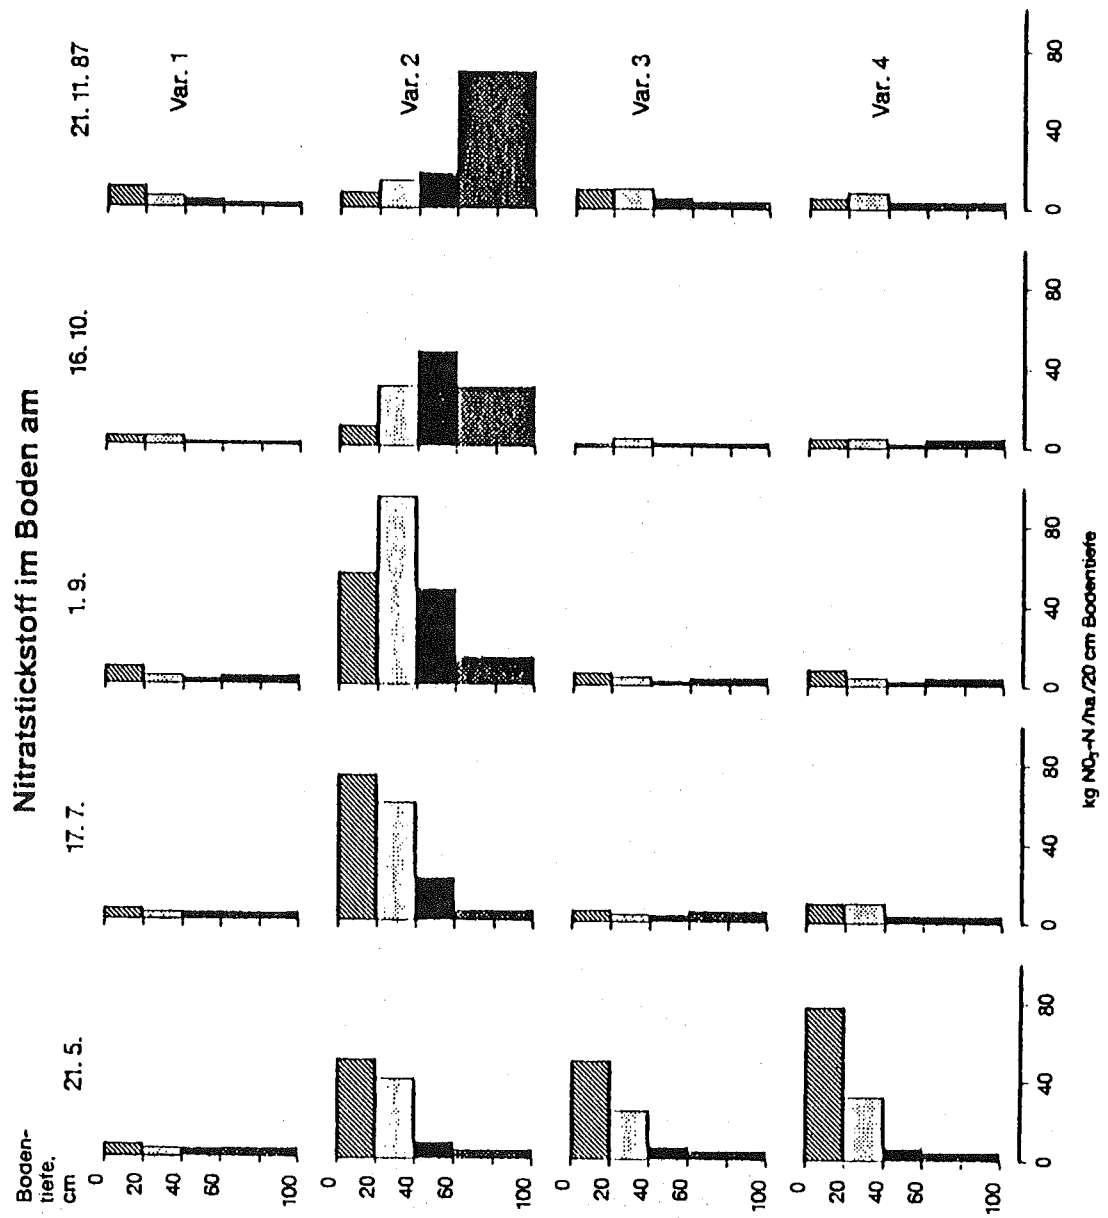 Nitratstickstoff im Boden am
Boden-
tiefe,
cm
21. 5.
17. 7.
1. 9.
16. 10.
21. 11. 87
0
20
40
60
100
Var. 1
0
20
40
60
100
Var. 2
0
20
40
60
100
Var. 3
0
20
40
60
100
Var. 4
0 40 80 0 40 80 0 40 80 0 40 80 0 40 80
kg NO₃-N/ha/20 cm Bodentiefe